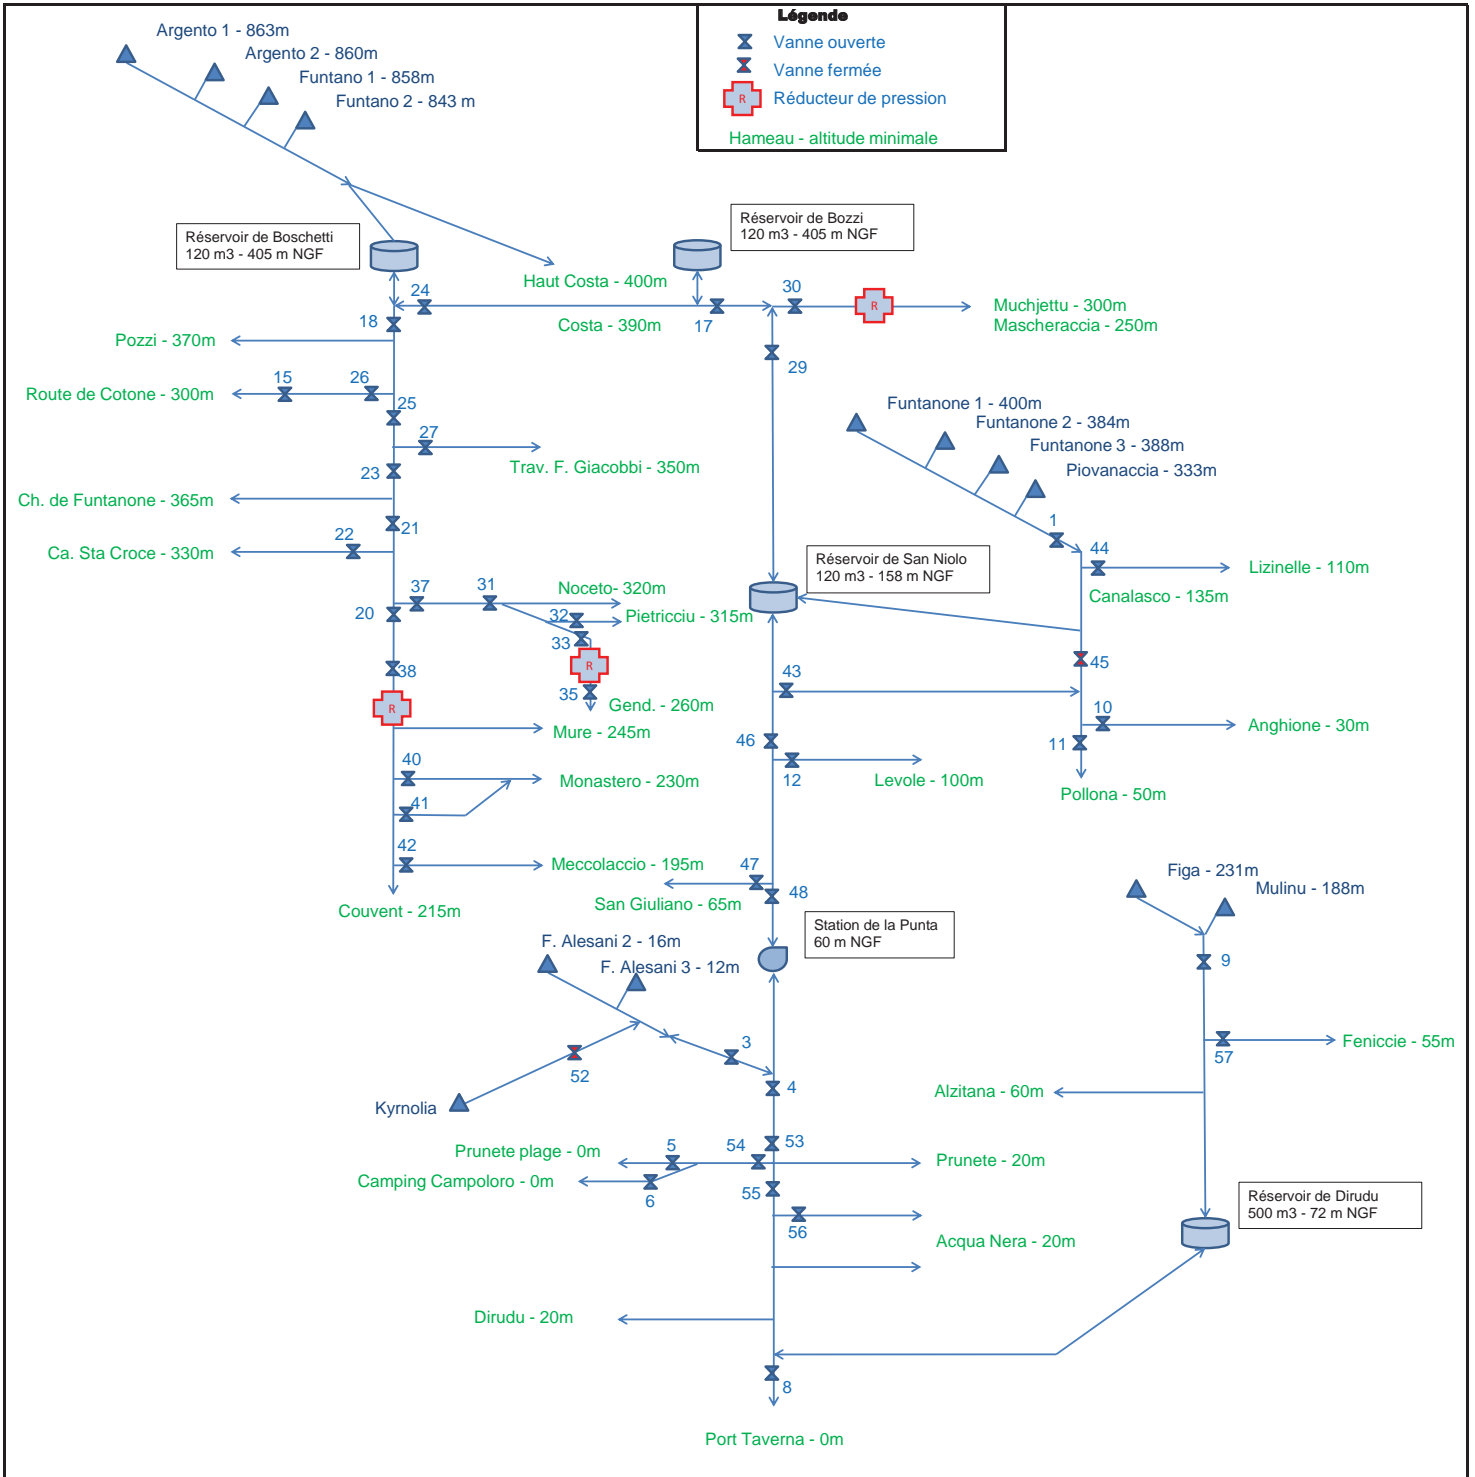 Légende
Vanne ouverte
Vanne fermée
R
Réducteur de pression
Hameau - altitude minimale
Argento 1 - 863m
Argento 2 - 860m
Funtano 1 - 858m
Funtano 2 - 843 m
Réservoir de Boschetti
120 m3 - 405 m NGF
Réservoir de Bozzi
120 m3 - 405 m NGF
Haut Costa - 400m
24
30
R
Muchjettu - 300m
Mascheraccia - 250m
18
Costa - 390m
17
Pozzi - 370m
29
15
26
Route de Cotone - 300m
25
27
Trav. F. Giacobbi - 350m
23
Ch. de Funtanone - 365m
21
22
Ca. Sta Croce - 330m
Funtanone 1 - 400m
Funtanone 2 - 384m
Funtanone 3 - 388m
Piovanaccia - 333m
1
44
Lizinelle - 110m
Canalasco - 135m
Réservoir de San Niolo
120 m3 - 158 m NGF
37
31
Noceto- 320m
20
32
Pietricciu - 315m
33
R
35
Gend. - 260m
38
R
Mure - 245m
40
Monastero - 230m
41
42
Meccolaccio - 195m
Couvent - 215m
45
43
10
Anghione - 30m
11
Pollona - 50m
46
12
Levole - 100m
47
48
San Giuliano - 65m
Station de la Punta
60 m NGF
Figa - 231m
Mulinu - 188m
9
57
Feniccie - 55m
Alzitana - 60m
F. Alesani 2 - 16m
F. Alesani 3 - 12m
3
52
Kyrnolia
4
53
Prunete plage - 0m
5
54
Prunete - 20m
Camping Campoloro - 0m
6
55
56
Acqua Nera - 20m
Réservoir de Dirudu
500 m3 - 72 m NGF
Dirudu - 20m
8
Port Taverna - 0m